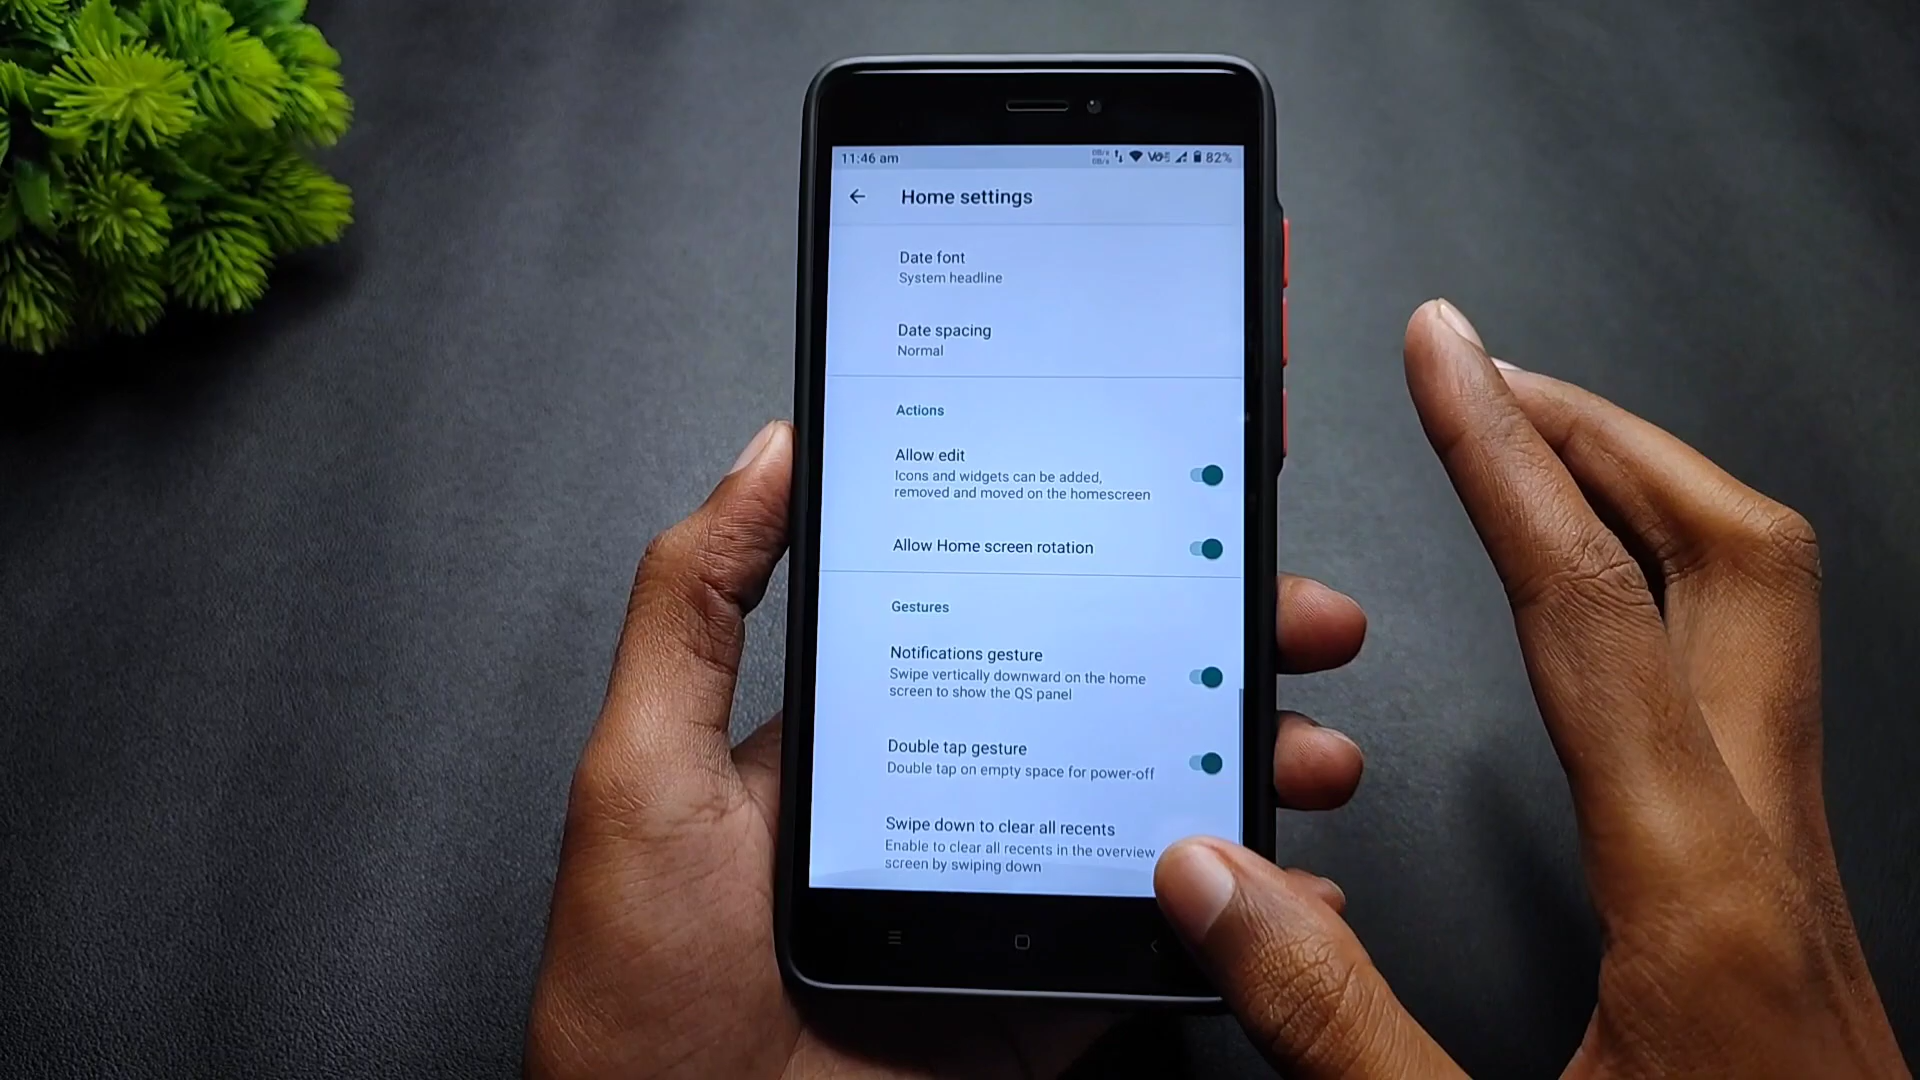 11:46 am 82%
Home settings
Date font
System headline
Date spacing
Normal
Actions
Allow edit
Icons and widgets can be added,
removed and moved on the homescreen
Allow Home screen rotation
Gestures
Notifications gesture
Swipe vertically downward on the home
screen to show the QS panel
Double tap gesture
Double tap on empty space for power-off
Swipe down to clear all recents
Enable to clear all recents in the overview
screen by swiping down